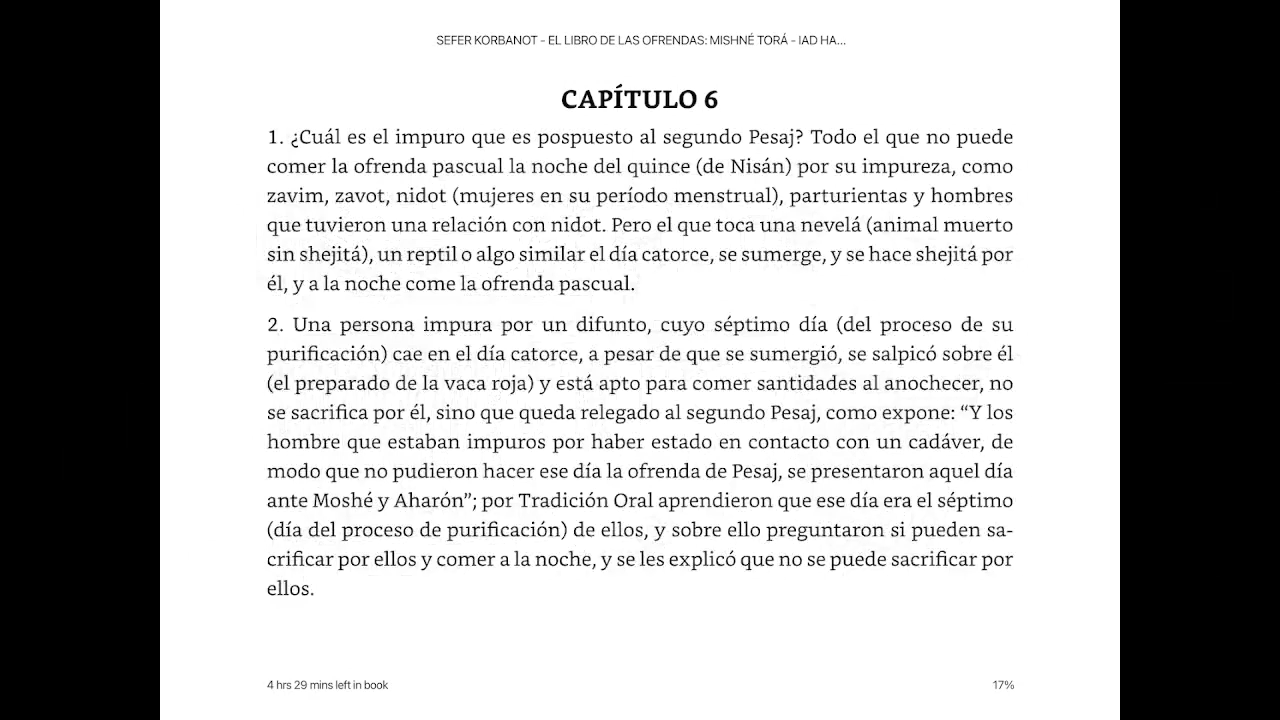 SEFER KORBANOT - EL LIBRO DE LAS OFRENDAS: MISHNÉ TORÁ - IAD HA...
CAPÍTULO 6
1. ¿Cuál es el impuro que es pospuesto al segundo Pesaj? Todo el que no puede
comer la ofrenda pascual la noche del quince (de Nisán) por su impureza, como
zavim, zavot, nidot (mujeres en su período menstrual), parturientas y hombres
que tuvieron una relación con nidot. Pero el que toca una nevelá (animal muerto
sin shejitá), un reptil o algo similar el día catorce, se sumerge, y se hace shejitá por
él, y a la noche come la ofrenda pascual.
2. Una persona impura por un difunto, cuyo séptimo día (del proceso de su
purificación) cae en el día catorce, a pesar de que se sumergió, se salpicó sobre él
(el preparado de la vaca roja) y está apto para comer santidades al anochecer, no
se sacrifica por él, sino que queda relegado al segundo Pesaj, como expone: “Y los
hombre que estaban impuros por haber estado en contacto con un cadáver, de
modo que no pudieron hacer ese día la ofrenda de Pesaj, se presentaron aquel día
ante Moshé y Aharón”; por Tradición Oral aprendieron que ese día era el séptimo
(día del proceso de purificación) de ellos, y sobre ello preguntaron si pueden sa-
crificar por ellos y comer a la noche, y se les explicó que no se puede sacrificar por
ellos.
4 hrs 29 mins left in book
17%